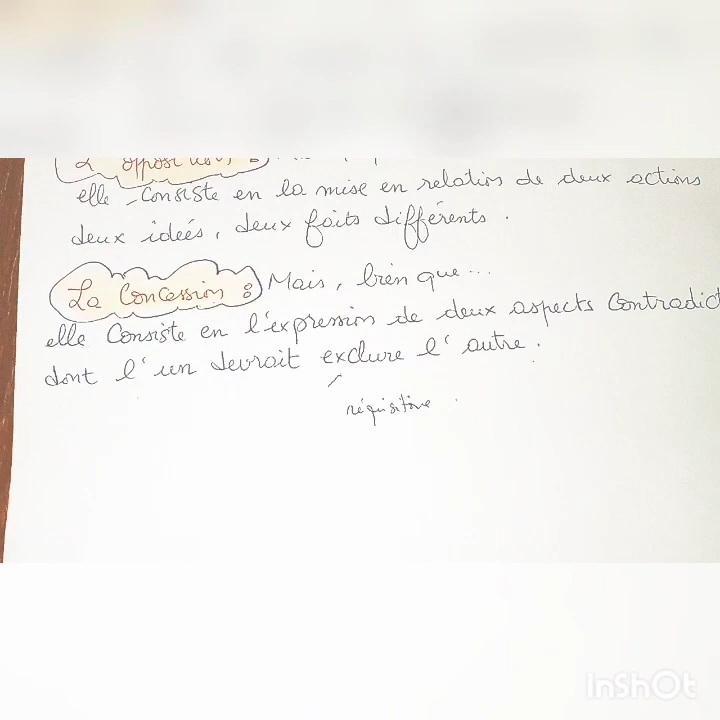 L'opposition :
elle consiste en la mise en relation de deux actions
deux idées, deux faits différents .
La Concession : Mais, bien que ...
elle Consiste en l'expression de deux aspects Contradict
dont l'un devrait exclure l'autre .
InShOt